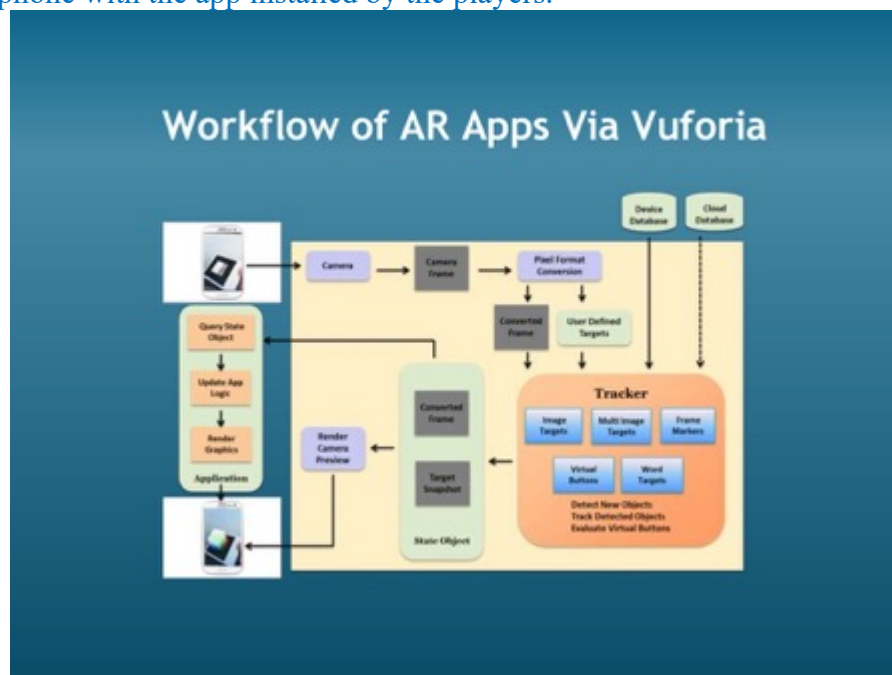 phone with the app installed by the players.
Workflow of AR Apps Via Vuforia
Device
Database
Cloud
Database
Camera
Camera
Frame
Pixel Format
Conversion
Query State
Object
Converted
Frame
User Defined
Targets
Update App
Logic
Render
Graphics
Application
Render
Camera
Preview
Converted
Frame
Target
Snapshot
State Object
Tracker
Image
Targets
Multi Image
Targets
Frame
Markers
Virtual
Buttons
Word
Targets
Detect New Objects
Track Detected Objects
Evaluate Virtual Buttons